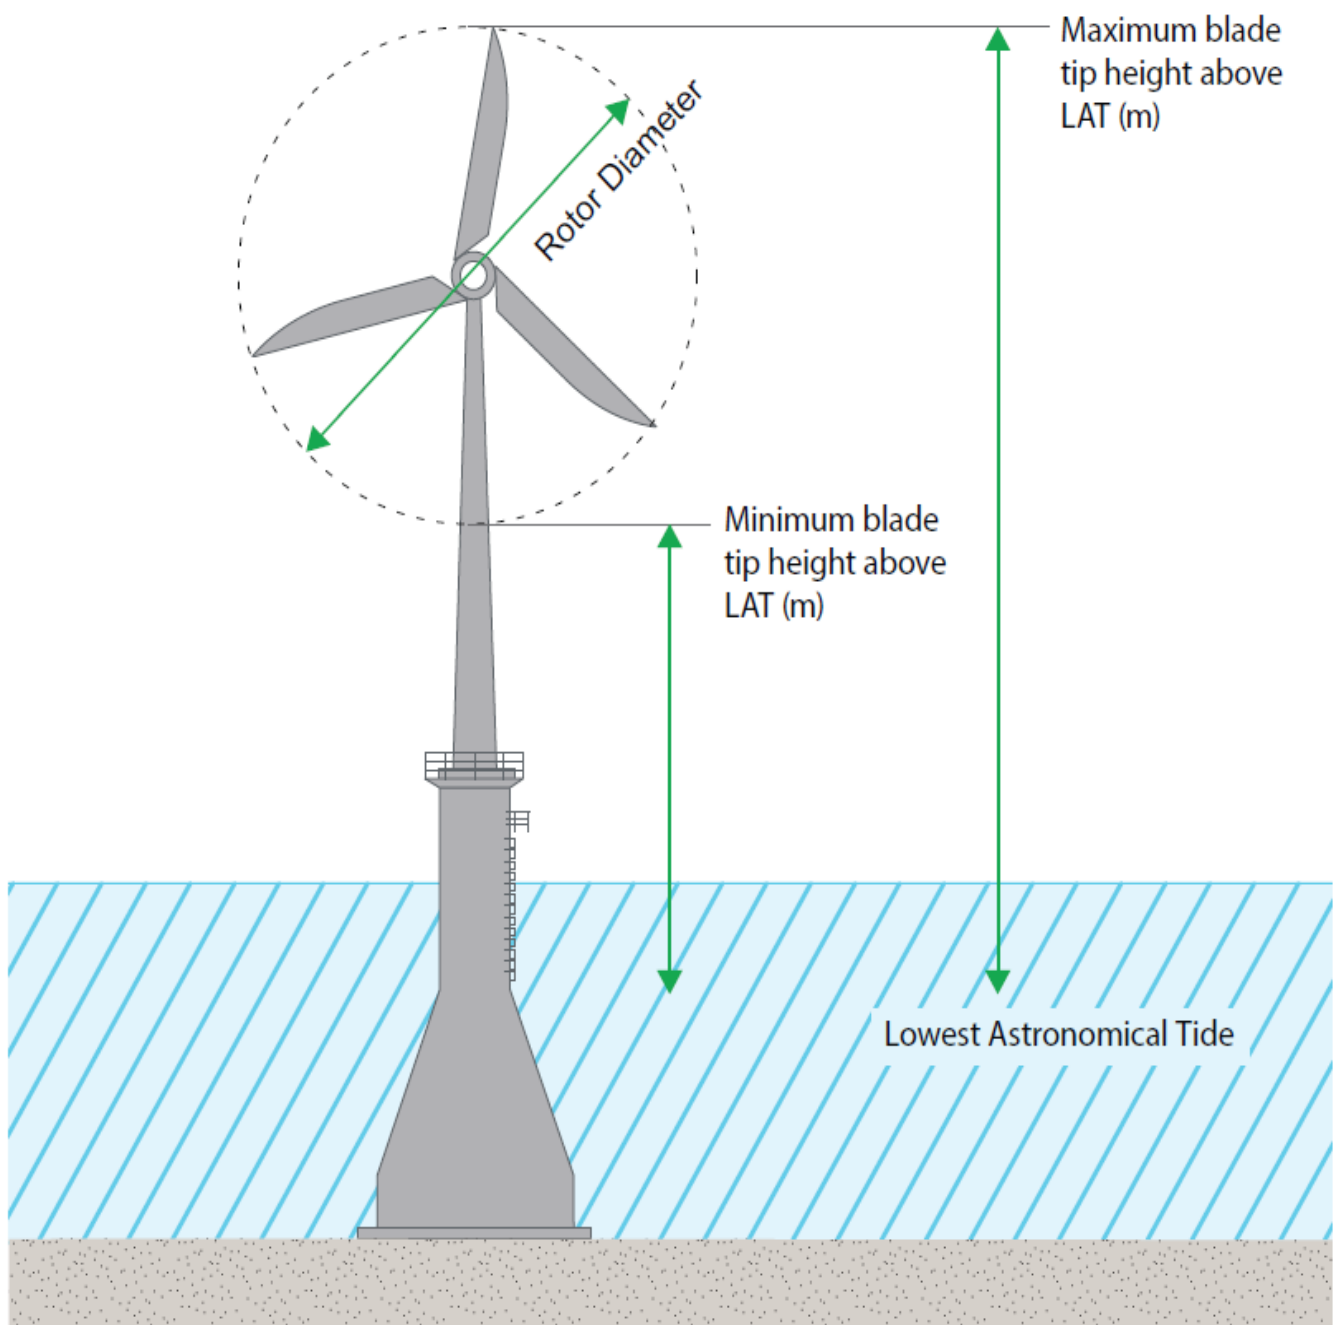 Maximum blade
tip height above
LAT (m)
Rotor Diameter
Minimum blade
tip height above
LAT (m)
Lowest Astronomical Tide